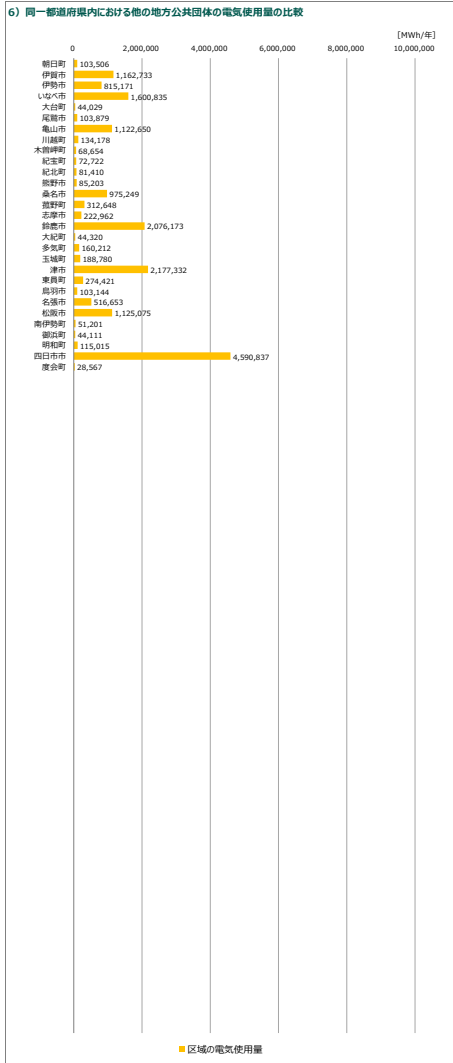 6）同一都道府県内における他の地方公共団体の電気使用量の比較
[MWh/年]
0 2,000,000 4,000,000 6,000,000 8,000,000 10,000,000
朝日町 103,506
伊賀市 1,162,733
伊勢市 815,171
いなべ市 1,600,835
大台町 44,029
尾鷲市 103,879
亀山市 1,122,650
川越町 134,178
木曽岬町 68,654
紀宝町 72,722
紀北町 81,410
熊野市 85,203
桑名市 975,249
菰野町 312,648
志摩市 222,962
鈴鹿市 2,076,173
大紀町 44,320
多気町 160,212
玉城町 188,780
津市 2,177,332
東員町 274,421
鳥羽市 103,144
名張市 516,653
松阪市 1,125,075
南伊勢町 51,201
御浜町 44,111
明和町 115,015
四日市市 4,590,837
度会町 28,567
区域の電気使用量